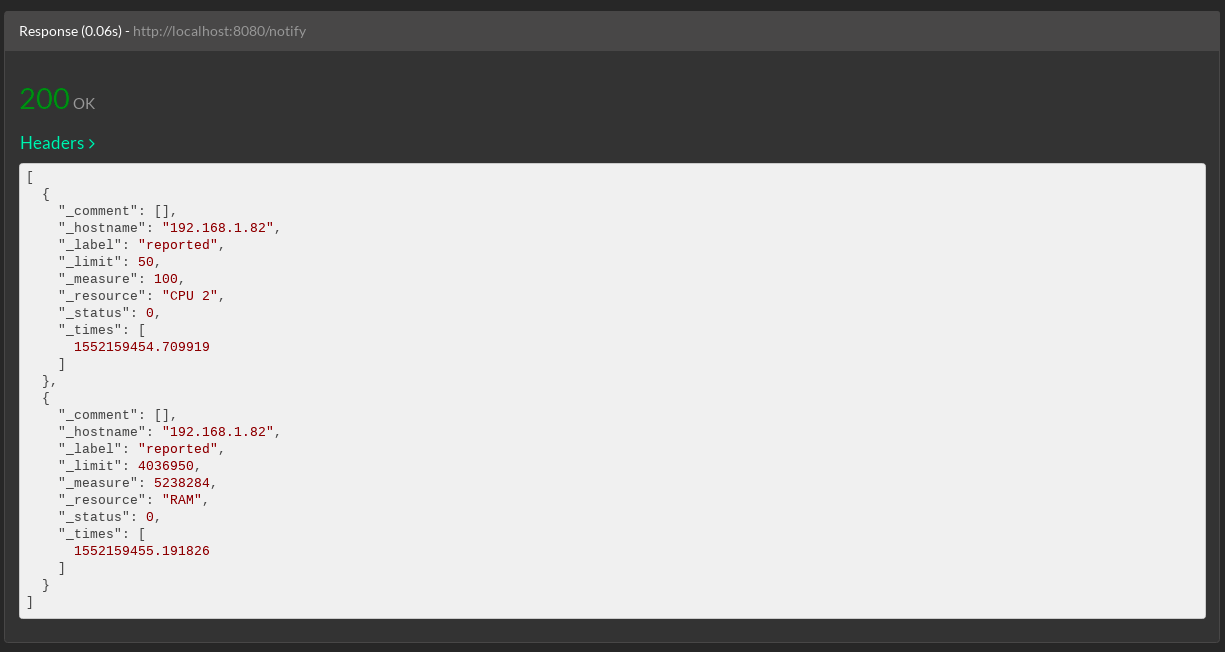 Response (0.06s) - http://localhost:8080/notify
200 OK
Headers >
[
  {
    "_comment": [],
    "_hostname": "192.168.1.82",
    "_label": "reported",
    "_limit": 50,
    "_measure": 100,
    "_resource": "CPU 2",
    "_status": 0,
    "_times": [
      1552159454.709919
    ]
  },
  {
    "_comment": [],
    "_hostname": "192.168.1.82",
    "_label": "reported",
    "_limit": 4036950,
    "_measure": 5238284,
    "_resource": "RAM",
    "_status": 0,
    "_times": [
      1552159455.191826
    ]
  }
]